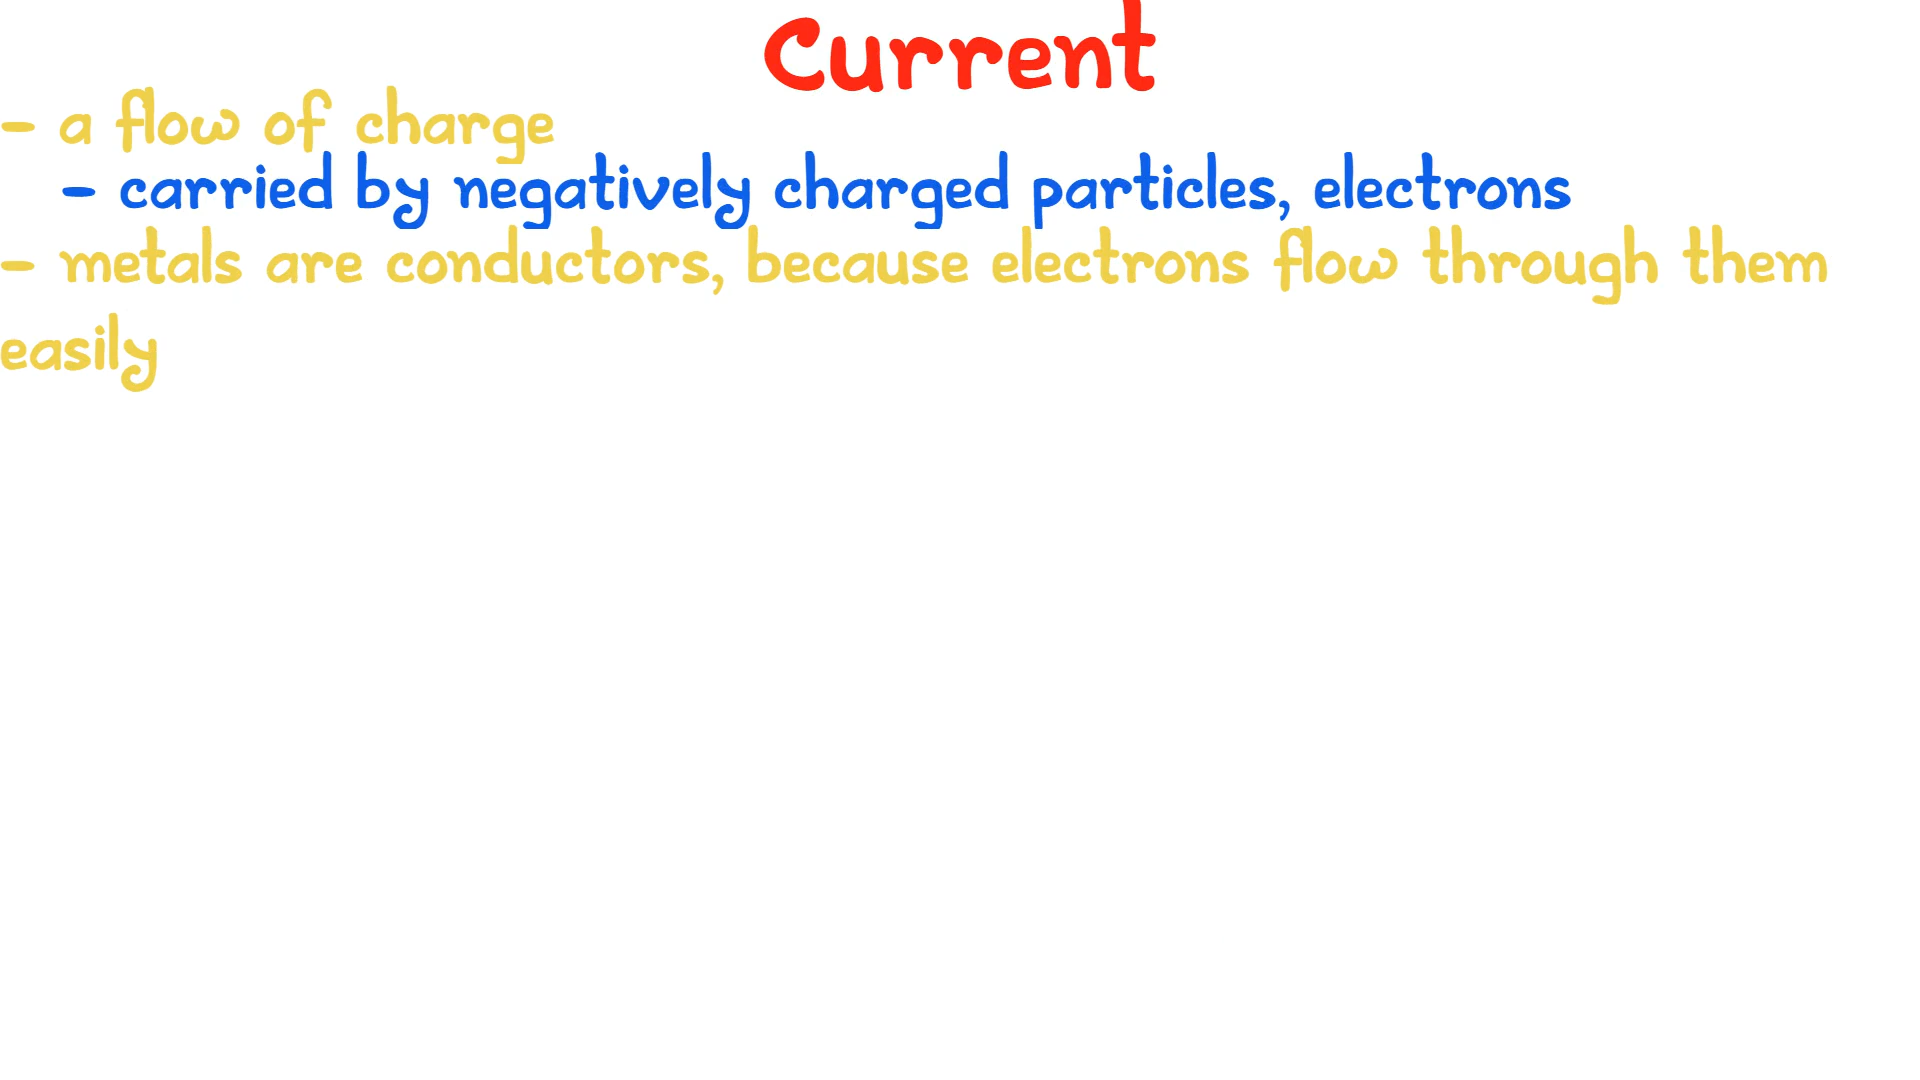 Current
- a flow of charge
- carried by negatively charged particles, electrons
- metals are conductors, because electrons flow through them
easily